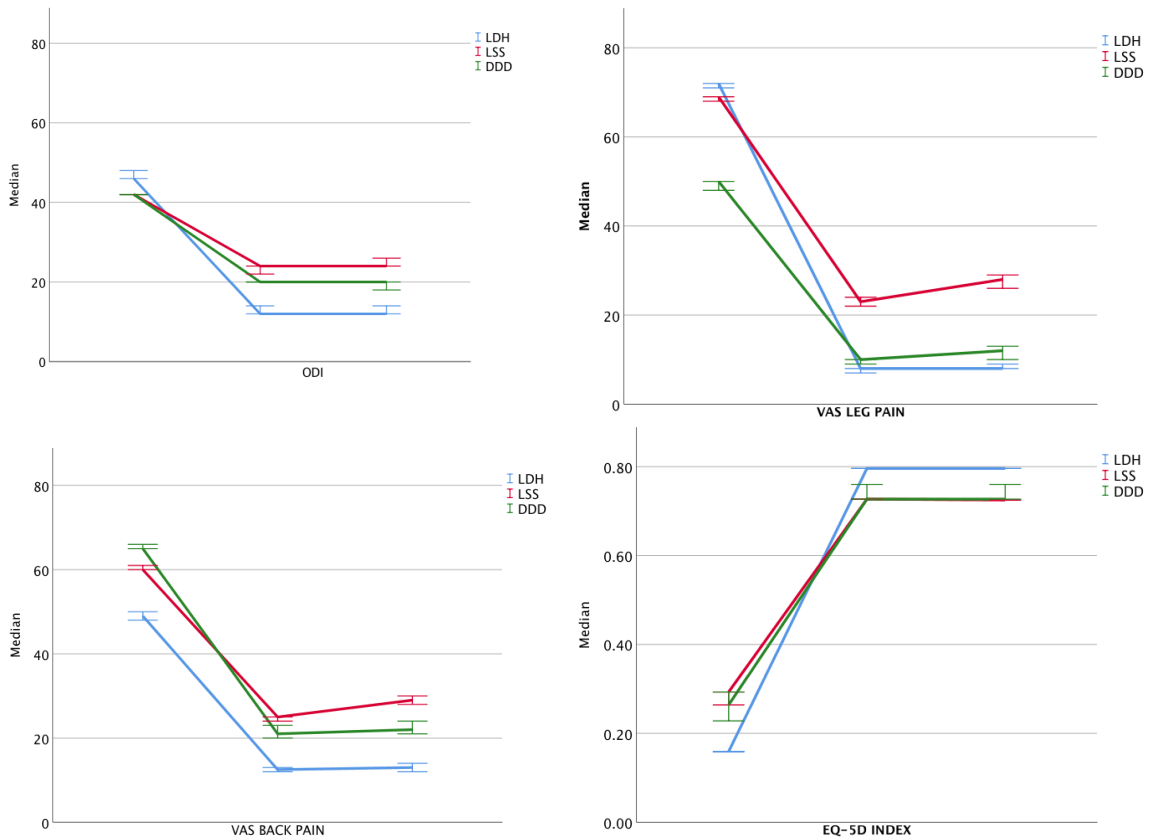 80
60
40
20
0
Median
ODI
LDH
LSS
DDD
80
60
40
20
0
Median
VAS LEG PAIN
LDH
LSS
DDD
80
60
40
20
0
Median
VAS BACK PAIN
LDH
LSS
DDD
0.80
0.60
0.40
0.20
0.00
Median
EQ-5D INDEX
LDH
LSS
DDD